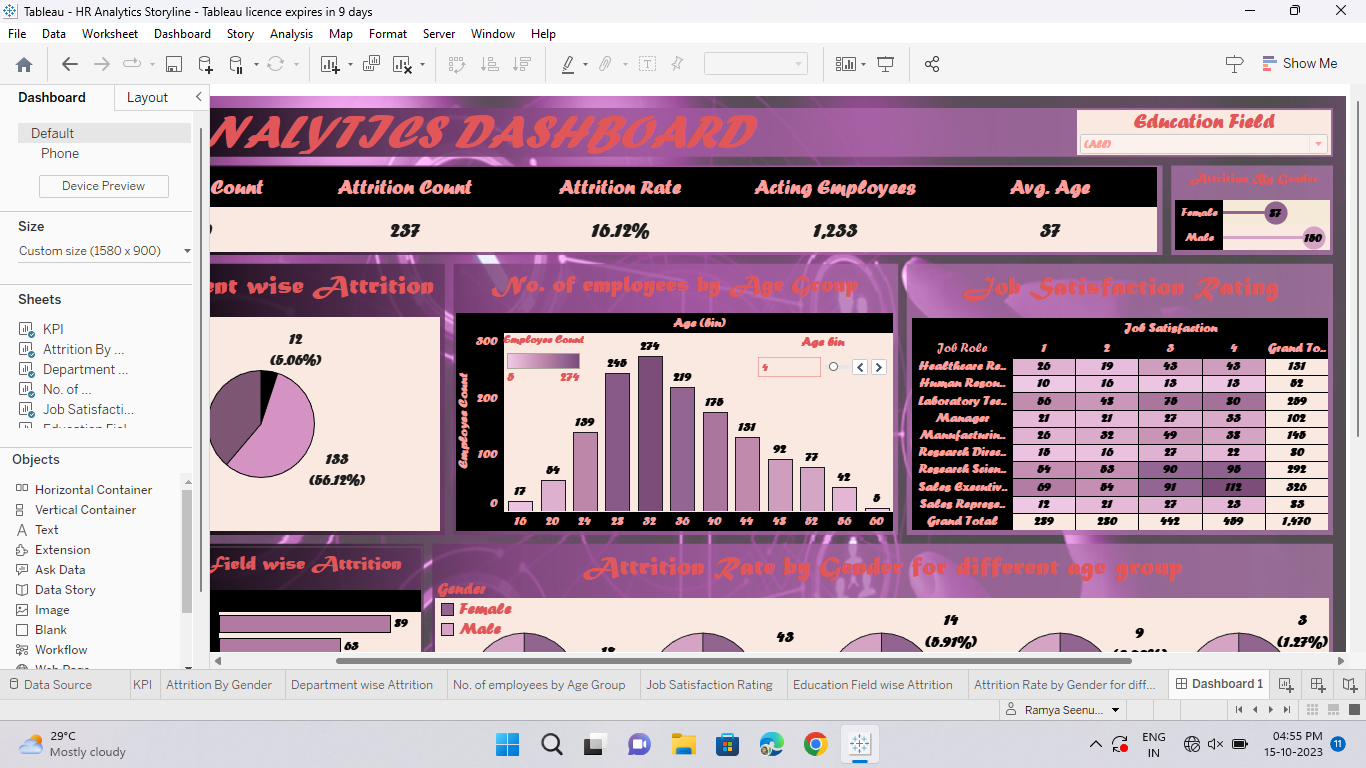 Tableau - HR Analytics Storyline - Tableau licence expires in 9 days
File Data Worksheet Dashboard Story Analysis Map Format Server Window Help
Show Me
Dashboard Layout
Default
Phone
Device Preview
Size
Custom size (1580 x 900)
Sheets
KPI
Attrition By ...
Department ...
No. of ...
Job Satisfacti...
Objects
Horizontal Container
Vertical Container
Text
Extension
Ask Data
Data Story
Image
Blank
Workflow
NALYTICS DASHBOARD
Education Field
(All)
Count Attrition Count Attrition Rate Acting Employees Avg. Age
237 16.12% 1,233 37
Attrition By Gender
Female 87
Male 150
ent wise Attrition
12
(5.06%)
133
(56.12%)
No. of employees by Age Group
Age (bin)
Employee Count
5 274
Age bin
4
Employee Count
300
200
100
0
17 54 139 245 274 219 175 131 92 77 42 5
16 20 24 28 32 36 40 44 48 52 56 60
Job Satisfaction Rating
Job Satisfaction
Job Role 1 2 3 4 Grand To..
Healthcare Re.. 26 19 43 43 131
Human Resou.. 10 16 13 13 52
Laboratory Tec.. 56 48 75 80 259
Manager 21 21 27 33 102
Manufacturin.. 26 32 49 38 145
Research Direc.. 15 16 27 22 80
Research Scien.. 54 53 90 95 292
Sales Executiv.. 69 54 91 112 326
Sales Represe.. 12 21 27 23 83
Grand Total 289 280 442 459 1,470
Field wise Attrition
89
63
Attrition Rate by Gender for different age group
Gender
Female
Male
43
14
(5.91%)
9
3
(1.27%)
Data Source KPI Attrition By Gender Department wise Attrition No. of employees by Age Group Job Satisfaction Rating Education Field wise Attrition Attrition Rate by Gender for diff... Dashboard 1
Ramya Seenu...
29°C
Mostly cloudy
ENG
IN
04:55 PM
15-10-2023
11